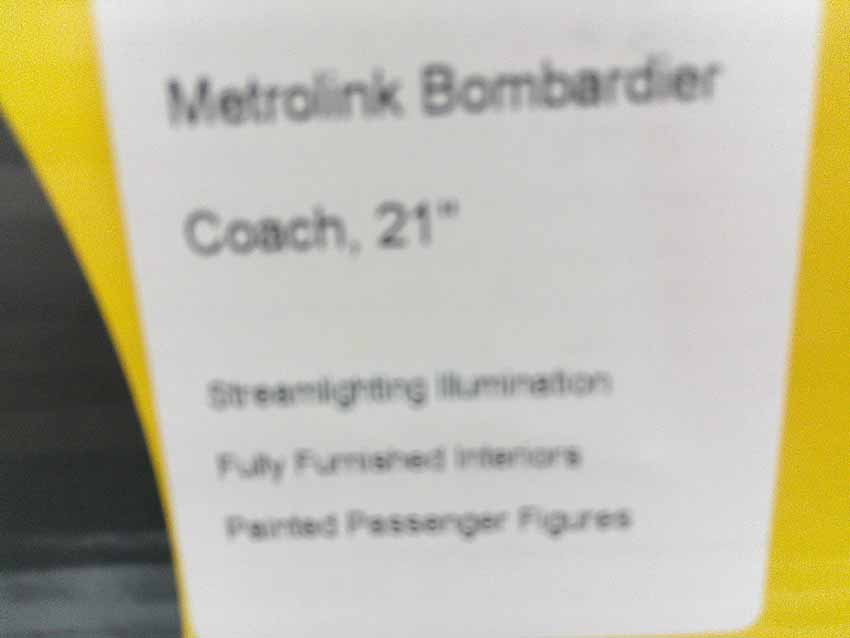 Metrolink Bombardier
Coach, 21"
Streamlighting Illumination
Fully Furnished Interiors
Painted Passenger Figures